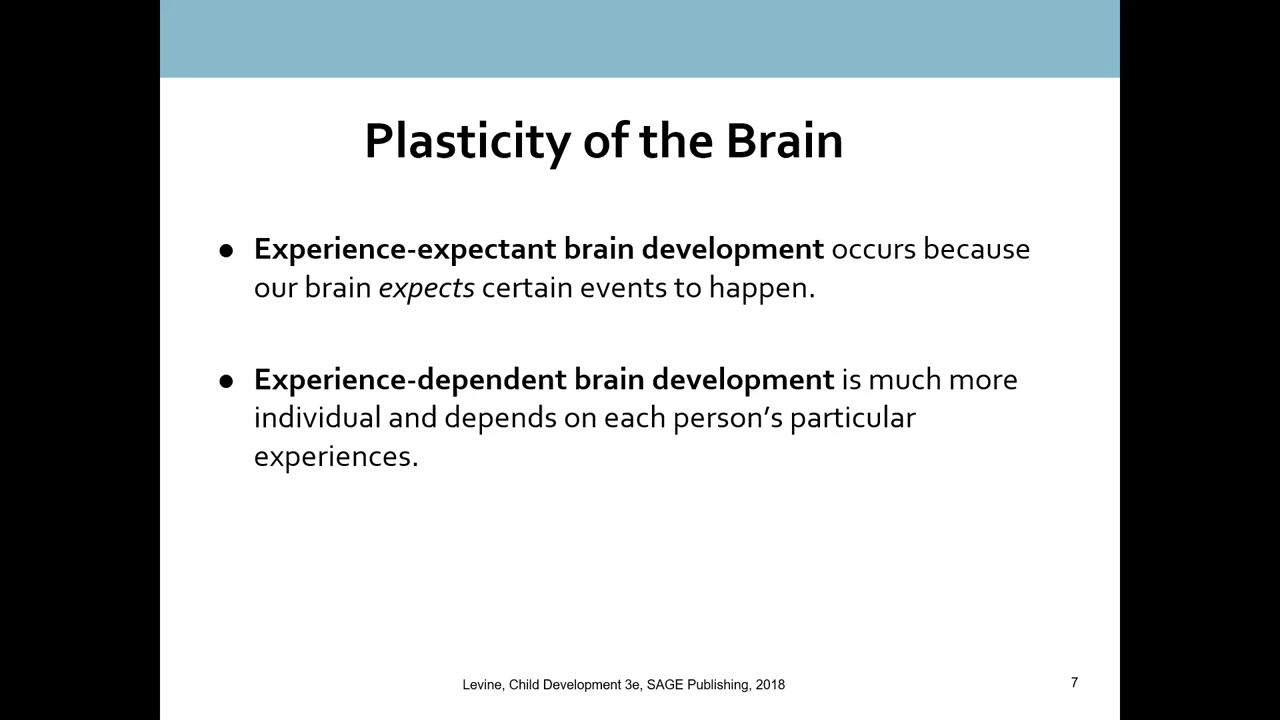 Plasticity of the Brain
● Experience-expectant brain development occurs because
our brain expects certain events to happen.
● Experience-dependent brain development is much more
individual and depends on each person’s particular
experiences.
Levine, Child Development 3e, SAGE Publishing, 2018
7